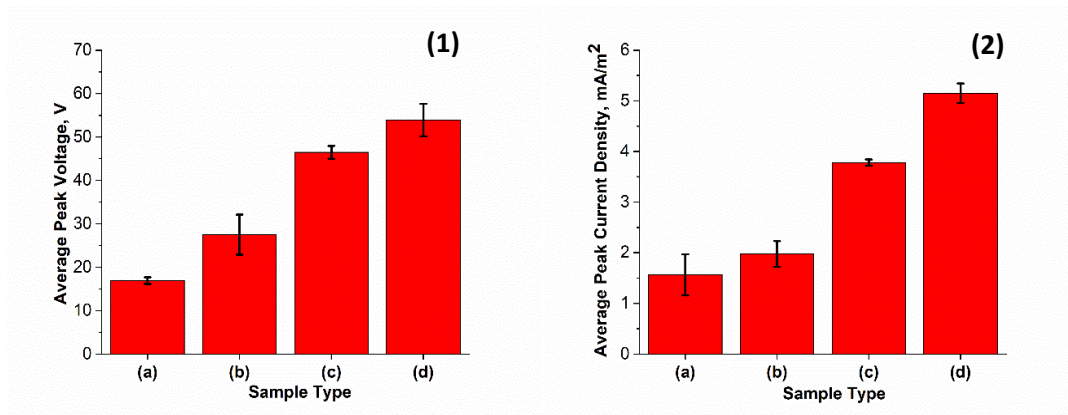 (1)
Average Peak Voltage, V
70
60
50
40
30
20
10
0
(a) (b) (c) (d)
Sample Type
(2)
Average Peak Current Density, mA/m²
6
5
4
3
2
1
0
(a) (b) (c) (d)
Sample Type